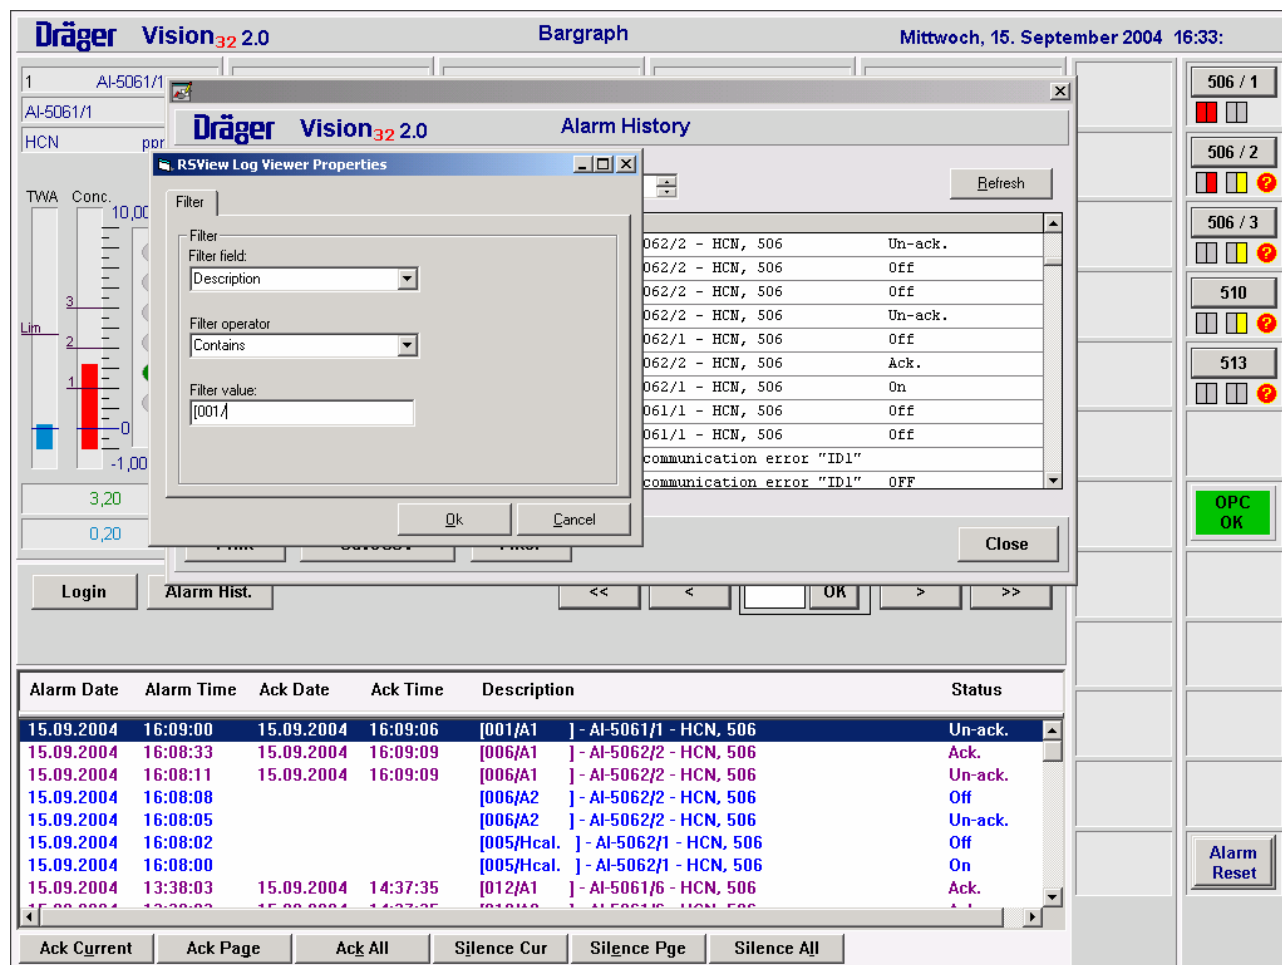 Dräger Vision32 2.0 Bargraph Mittwoch, 15. September 2004 16:33:
1 AI-5061/1
AI-5061/1
HCN ppm
TWA Conc.
10,00
3
Lim
2
1
0
-1,00
3,20
0,20
Dräger Vision32 2.0 Alarm History
Refresh
062/2 - HCN, 506 Un-ack.
062/2 - HCN, 506 Off
062/2 - HCN, 506 Off
062/2 - HCN, 506 Un-ack.
062/1 - HCN, 506 Off
062/2 - HCN, 506 Ack.
062/1 - HCN, 506 On
061/1 - HCN, 506 Off
061/1 - HCN, 506 Off
communication error "ID1"
communication error "ID1" OFF
Close
RSView Log Viewer Properties
Filter
Filter
Filter field:
Description
Filter operator
Contains
Filter value:
[001/
Ok Cancel
506 / 1
506 / 2
?
506 / 3
?
510
?
513
?
OPC
OK
Alarm
Reset
Login Alarm Hist. << < OK > >>
Alarm Date Alarm Time Ack Date Ack Time Description Status
15.09.2004 16:09:00 15.09.2004 16:09:06 [001/A1 ] - AI-5061/1 - HCN, 506 Un-ack.
15.09.2004 16:08:33 15.09.2004 16:09:09 [006/A1 ] - AI-5062/2 - HCN, 506 Ack.
15.09.2004 16:08:11 15.09.2004 16:09:09 [006/A1 ] - AI-5062/2 - HCN, 506 Un-ack.
15.09.2004 16:08:08 [006/A2 ] - AI-5062/2 - HCN, 506 Off
15.09.2004 16:08:05 [006/A2 ] - AI-5062/2 - HCN, 506 Un-ack.
15.09.2004 16:08:02 [005/Hcal. ] - AI-5062/1 - HCN, 506 Off
15.09.2004 16:08:00 [005/Hcal. ] - AI-5062/1 - HCN, 506 On
15.09.2004 13:38:03 15.09.2004 14:37:35 [012/A1 ] - AI-5061/6 - HCN, 506 Ack.
Ack Current Ack Page Ack All Silence Cur Silence Pge Silence All